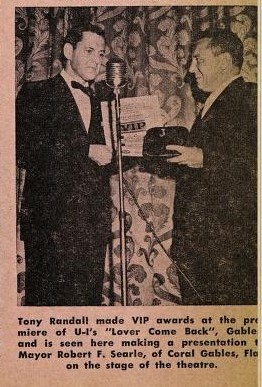 VIP
Tony Randall made VIP awards at the pre
miere of U-I's "Lover Come Back", Gable
and is seen here making a presentation t
Mayor Robert F. Searle, of Coral Gables, Fla
on the stage of the theatre.